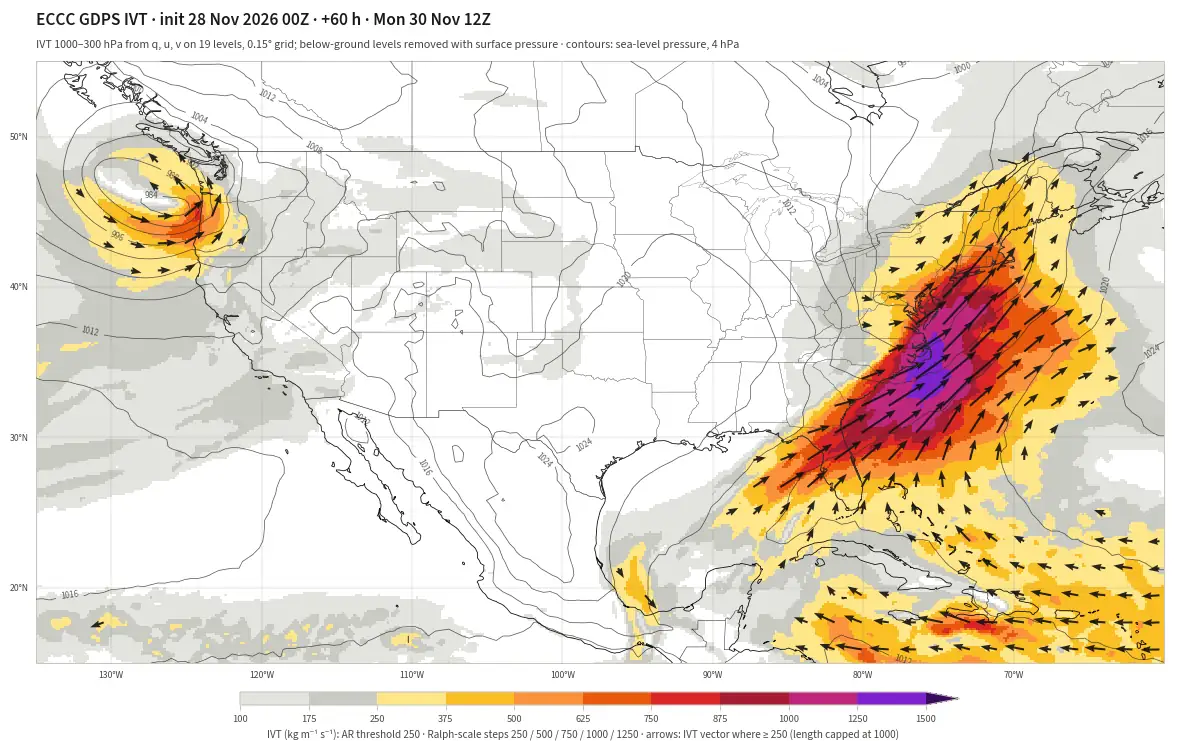 ECCC GDPS IVT · init 28 Nov 2026 00Z · +60 h · Mon 30 Nov 12Z
IVT 1000–300 hPa from q, u, v on 19 levels, 0.15° grid; below-ground levels removed with surface pressure · contours: sea-level pressure, 4 hPa
1012
1004
1000
1004
1008
1016
50°N
984
996
1012
1020
1020
40°N
1012
1024
1012
30°N
1024
1024
1016
20°N
1016
1012
130°W 120°W 110°W 100°W 90°W 80°W 70°W
100 175 250 375 500 625 750 875 1000 1250 1500
IVT (kg m⁻¹ s⁻¹): AR threshold 250 · Ralph-scale steps 250 / 500 / 750 / 1000 / 1250 · arrows: IVT vector where ≥ 250 (length capped at 1000)